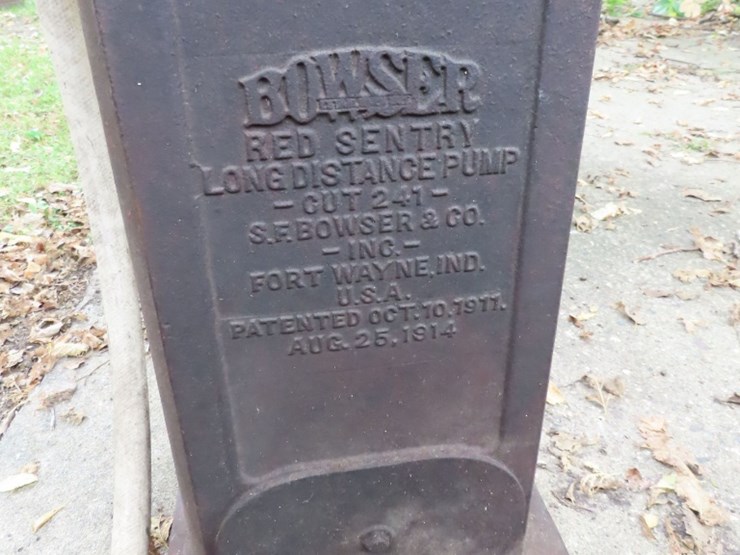 BOWSER
RED SENTRY
LONG DISTANCE PUMP
- CUT 241 -
S.F. BOWSER & CO.
- INC. -
FORT WAYNE, IND.
U.S.A.
PATENTED OCT. 10, 1911.
AUG. 25, 1914